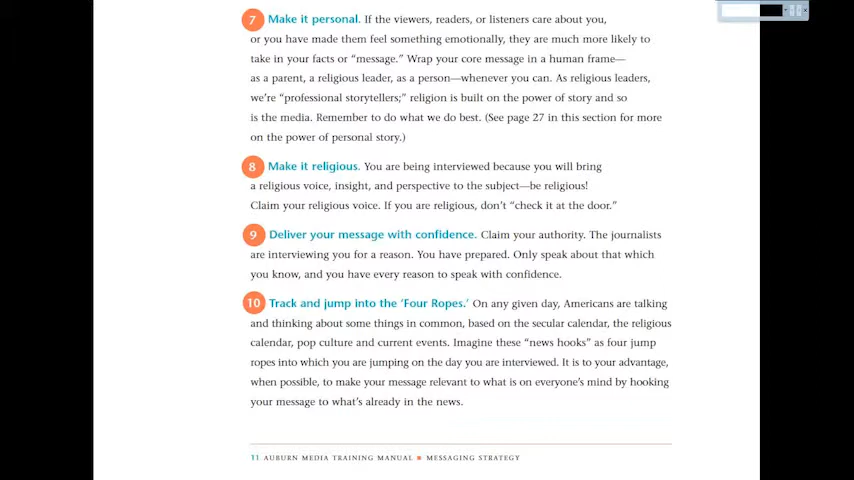 7 Make it personal. If the viewers, readers, or listeners care about you,
or you have made them feel something emotionally, they are much more likely to
take in your facts or “message.” Wrap your core message in a human frame—
as a parent, a religious leader, as a person—whenever you can. As religious leaders,
we’re “professional storytellers;” religion is built on the power of story and so
is the media. Remember to do what we do best. (See page 27 in this section for more
on the power of personal story.)
8 Make it religious. You are being interviewed because you will bring
a religious voice, insight, and perspective to the subject—be religious!
Claim your religious voice. If you are religious, don’t “check it at the door.”
9 Deliver your message with confidence. Claim your authority. The journalists
are interviewing you for a reason. You have prepared. Only speak about that which
you know, and you have every reason to speak with confidence.
10 Track and jump into the ‘Four Ropes.’ On any given day, Americans are talking
and thinking about some things in common, based on the secular calendar, the religious
calendar, pop culture and current events. Imagine these “news hooks” as four jump
ropes into which you are jumping on the day you are interviewed. It is to your advantage,
when possible, to make your message relevant to what is on everyone’s mind by hooking
your message to what’s already in the news.
11 AUBURN MEDIA TRAINING MANUAL ■ MESSAGING STRATEGY